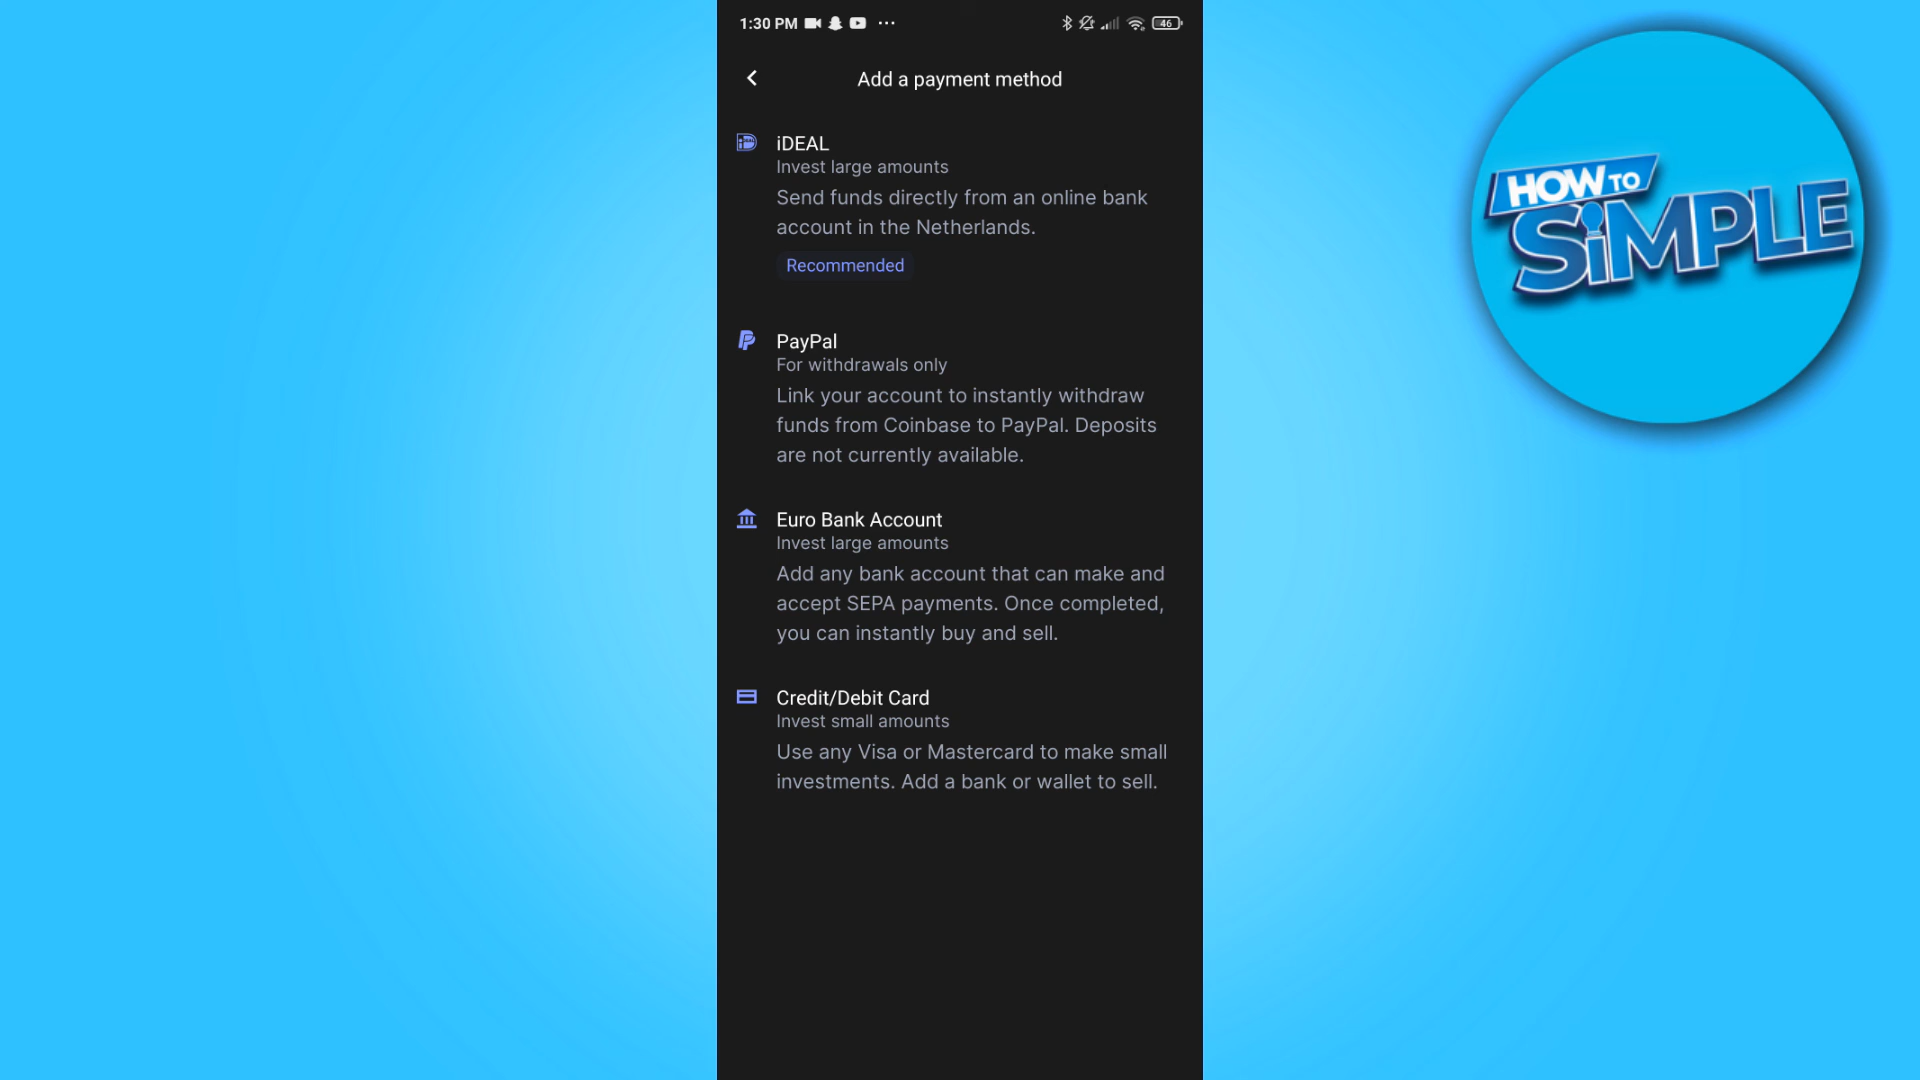 1:30 PM
46
Add a payment method
iDEAL
Invest large amounts
Send funds directly from an online bank
account in the Netherlands.
Recommended
PayPal
For withdrawals only
Link your account to instantly withdraw
funds from Coinbase to PayPal. Deposits
are not currently available.
Euro Bank Account
Invest large amounts
Add any bank account that can make and
accept SEPA payments. Once completed,
you can instantly buy and sell.
Credit/Debit Card
Invest small amounts
Use any Visa or Mastercard to make small
investments. Add a bank or wallet to sell.
HOW TO
SiMPLE